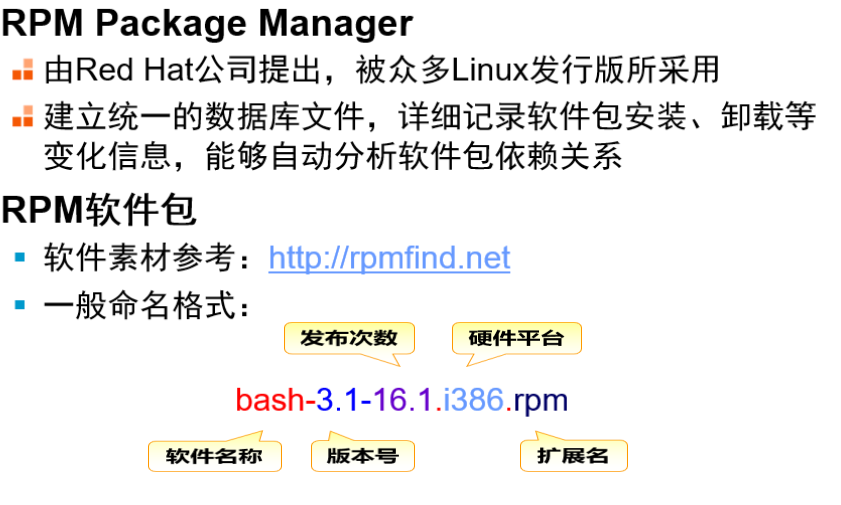 RPM Package Manager
由Red Hat公司提出，被众多Linux发行版所采用
建立统一的数据库文件，详细记录软件包安装、卸载等
变化信息，能够自动分析软件包依赖关系
RPM软件包
软件素材参考：http://rpmfind.net
一般命名格式：
发布次数 硬件平台
bash-3.1-16.1.i386.rpm
软件名称 版本号 扩展名